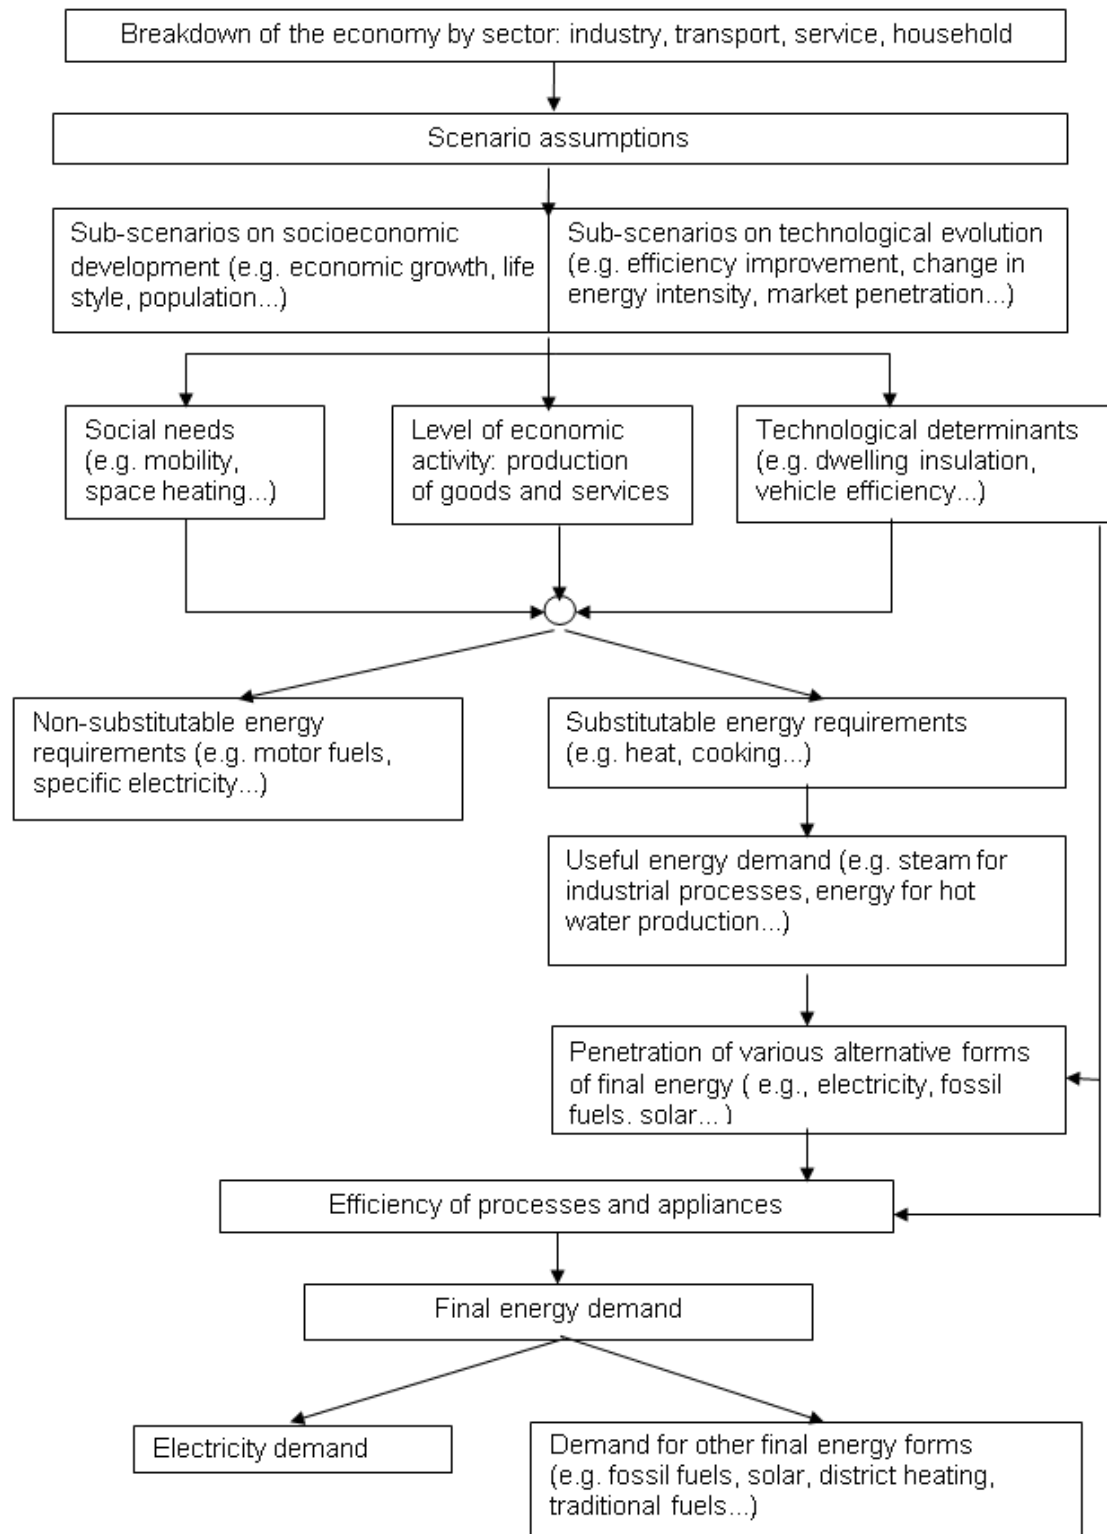 Breakdown of the economy by sector: industry, transport, service, household
Scenario assumptions
Sub-scenarios on socioeconomic
development (e.g. economic growth, life
style, population...)
Sub-scenarios on technological evolution
(e.g. efficiency improvement, change in
energy intensity, market penetration...)
Social needs
(e.g. mobility,
space heating...)
Level of economic
activity: production
of goods and services
Technological determinants
(e.g. dwelling insulation,
vehicle efficiency...)
Non-substitutable energy
requirements (e.g. motor fuels,
specific electricity...)
Substitutable energy requirements
(e.g. heat, cooking...)
Useful energy demand (e.g. steam for
industrial processes, energy for hot
water production...)
Penetration of various alternative forms
of final energy ( e.g., electricity, fossil
fuels, solar... )
Efficiency of processes and appliances
Final energy demand
Electricity demand
Demand for other final energy forms
(e.g. fossil fuels, solar, district heating,
traditional fuels...)